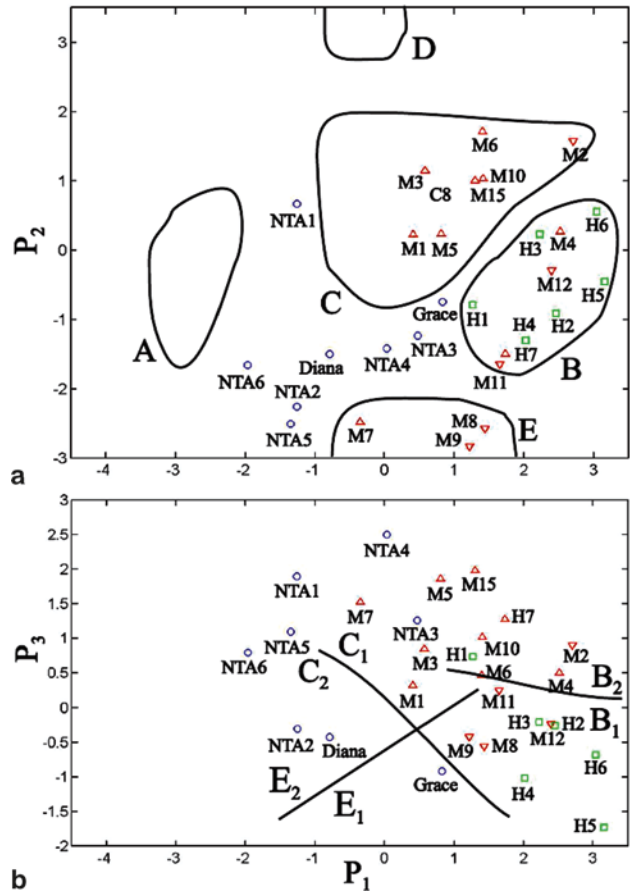 a
P2
3
2
1
0
-1
-2
-3
D
M6
M2
M3
M10
C8
M15
NTA1
H6
M1
M5
H3
M4
M12
C
Grace
H5
A
H1
H2
H4
NTA3
H7
Diana
NTA4
B
NTA6
M11
NTA2
E
NTA5
M7
M8
M9
-4 -3 -2 -1 0 1 2 3
b
P3
3
2.5
2
1.5
1
0.5
0
-0.5
-1
-1.5
-2
NTA4
M15
NTA1
M5
M7
H7
NTA3
NTA5
C1
M10
NTA6
M3
H1
M2
C2
M6
B2
M1
M11
M4
B1
H3
H2
NTA2
Diana
M9
M8
M12
H6
E2
Grace
H4
E1
H5
-4 -3 -2 -1 0 1 2 3
P1